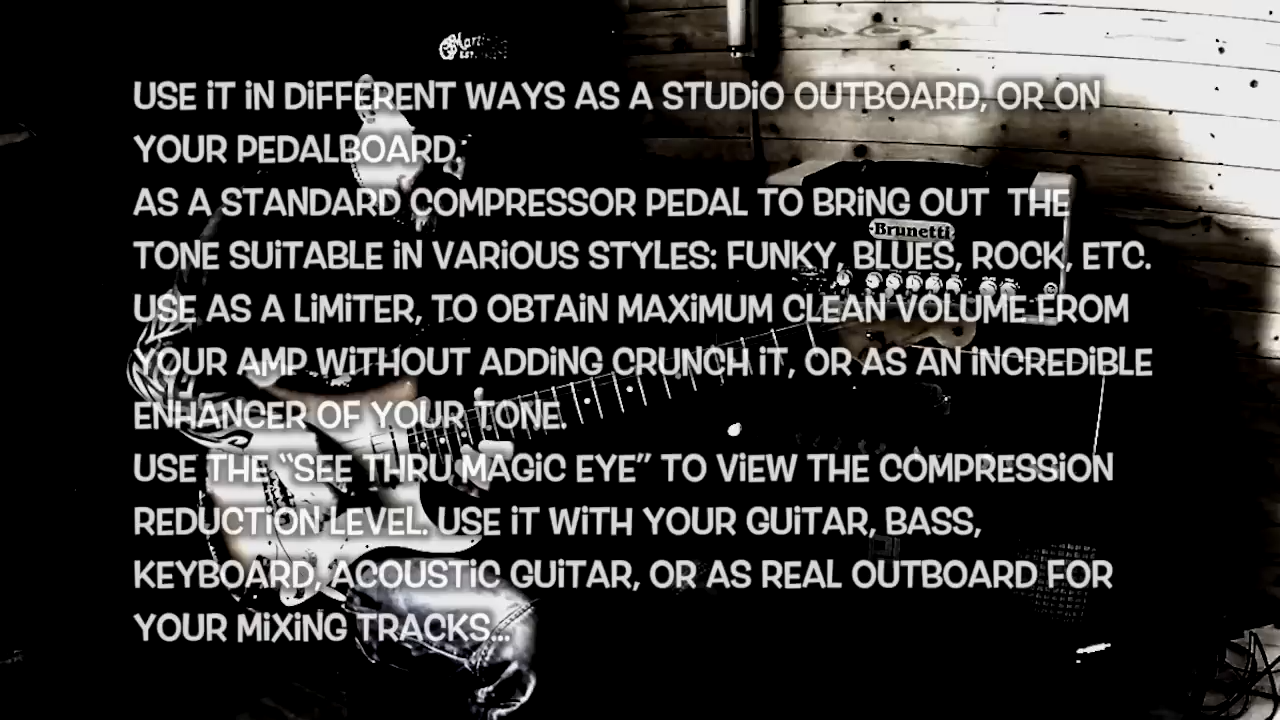 Martin
EST.
USE iT iN DiFFERENT WAYS AS A STUDiO OUTBOARD, OR ON
YOUR PEDALBOARD.
AS A STANDARD COMPRESSOR PEDAL TO BRiNG OUT THE
Brunetti
TONE SUiTABLE iN VARiOUS STYLES: FUNKY, BLUES, ROCK, ETC.
USE AS A LiMiTER, TO OBTAiN MAXiMUM CLEAN VOLUME FROM
YOUR AMP WiTHOUT ADDiNG CRUNCH iT, OR AS AN iNCREDiBLE
ENHANCER OF YOUR TONE.
USE THE “SEE THRU MAGiC EYE” TO ViEW THE COMPRESSiON
REDUCTiON LEVEL. USE iT WiTH YOUR GUiTAR, BASS,
KEYBOARD, ACOUSTiC GUiTAR, OR AS REAL OUTBOARD FOR
YOUR MiXiNG TRACKS...